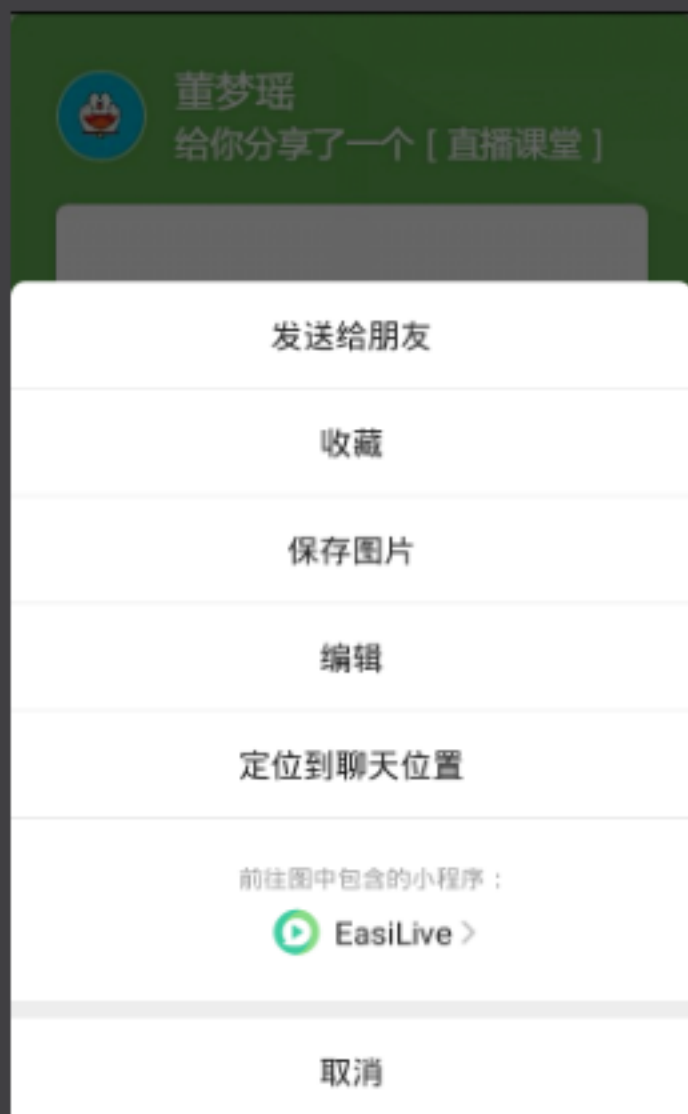 董梦瑶
给你分享了一个 [ 直播课堂 ]
发送给朋友
收藏
保存图片
编辑
定位到聊天位置
前往图中包含的小程序：
EasiLive
取消